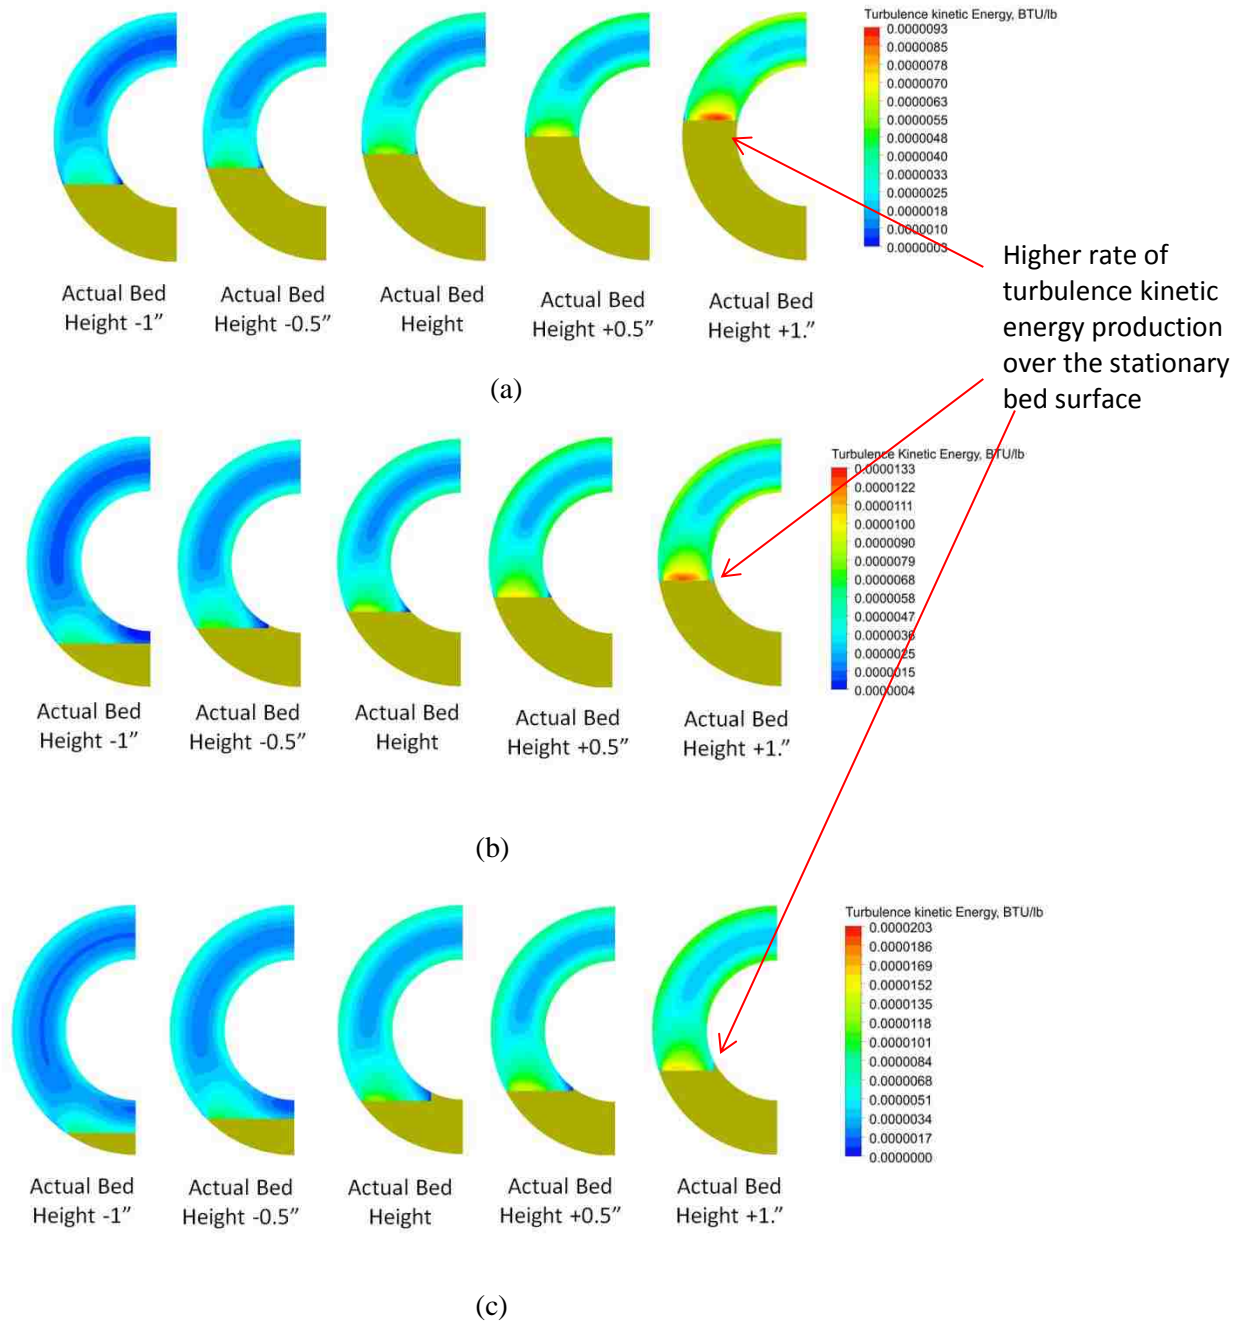 Turbulence kinetic Energy, BTU/lb
0.0000093
0.0000085
0.0000078
0.0000070
0.0000063
0.0000055
0.0000048
0.0000040
0.0000033
0.0000025
0.0000018
0.0000010
0.0000003
Higher rate of
turbulence kinetic
energy production
over the stationary
bed surface
Actual Bed
Height -1”
Actual Bed
Height -0.5”
Actual Bed
Height
Actual Bed
Height +0.5”
Actual Bed
Height +1.”
(a)
Turbulence Kinetic Energy, BTU/lb
0.0000133
0.0000122
0.0000111
0.0000100
0.0000090
0.0000079
0.0000068
0.0000058
0.0000047
0.0000036
0.0000025
0.0000015
0.0000004
Actual Bed
Height -1”
Actual Bed
Height -0.5”
Actual Bed
Height
Actual Bed
Height +0.5”
Actual Bed
Height +1.”
(b)
Turbulence kinetic Energy, BTU/lb
0.0000203
0.0000186
0.0000169
0.0000152
0.0000135
0.0000118
0.0000101
0.0000084
0.0000068
0.0000051
0.0000034
0.0000017
0.0000000
Actual Bed
Height -1”
Actual Bed
Height -0.5”
Actual Bed
Height
Actual Bed
Height +0.5”
Actual Bed
Height +1.”
(c)